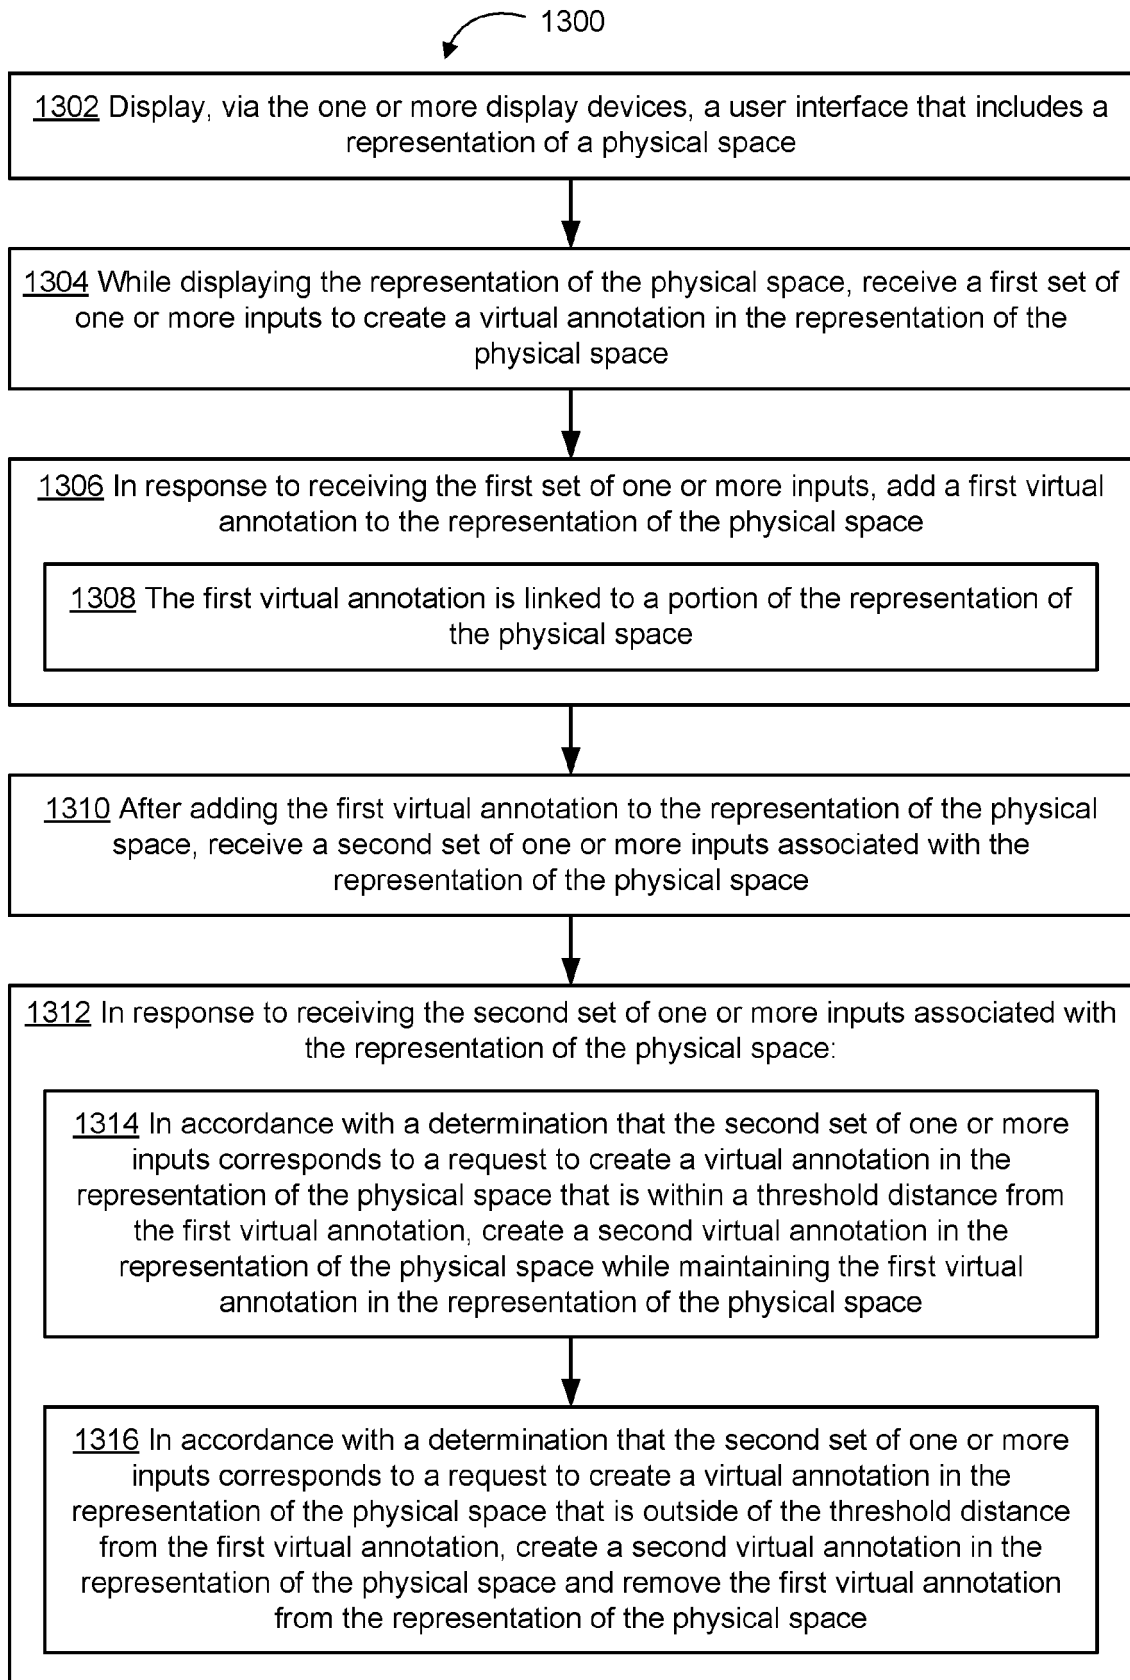 1300
1302 Display, via the one or more display devices, a user interface that includes a
representation of a physical space
1304 While displaying the representation of the physical space, receive a first set of
one or more inputs to create a virtual annotation in the representation of the
physical space
1306 In response to receiving the first set of one or more inputs, add a first virtual
annotation to the representation of the physical space
1308 The first virtual annotation is linked to a portion of the representation of
the physical space
1310 After adding the first virtual annotation to the representation of the physical
space, receive a second set of one or more inputs associated with the
representation of the physical space
1312 In response to receiving the second set of one or more inputs associated with
the representation of the physical space:
1314 In accordance with a determination that the second set of one or more
inputs corresponds to a request to create a virtual annotation in the
representation of the physical space that is within a threshold distance from
the first virtual annotation, create a second virtual annotation in the
representation of the physical space while maintaining the first virtual
annotation in the representation of the physical space
1316 In accordance with a determination that the second set of one or more
inputs corresponds to a request to create a virtual annotation in the
representation of the physical space that is outside of the threshold distance
from the first virtual annotation, create a second virtual annotation in the
representation of the physical space and remove the first virtual annotation
from the representation of the physical space